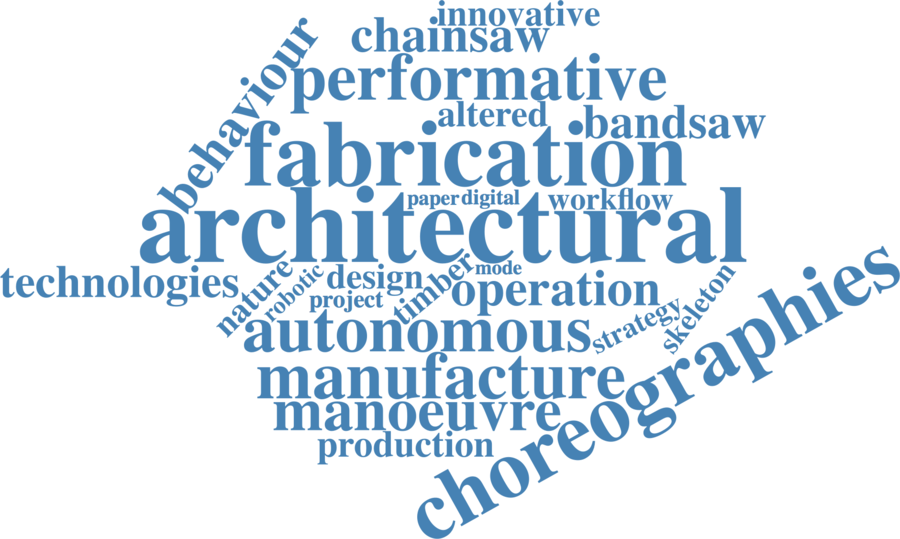 innovative
chainsaw
behaviour
performative
altered
bandsaw
fabrication
paper
digital
workflow
architectural
technologies
nature
robotic
design
project
timber
mode
operation
strategy
skeleton
autonomous
manufacture
manoeuvre
production
choreographies